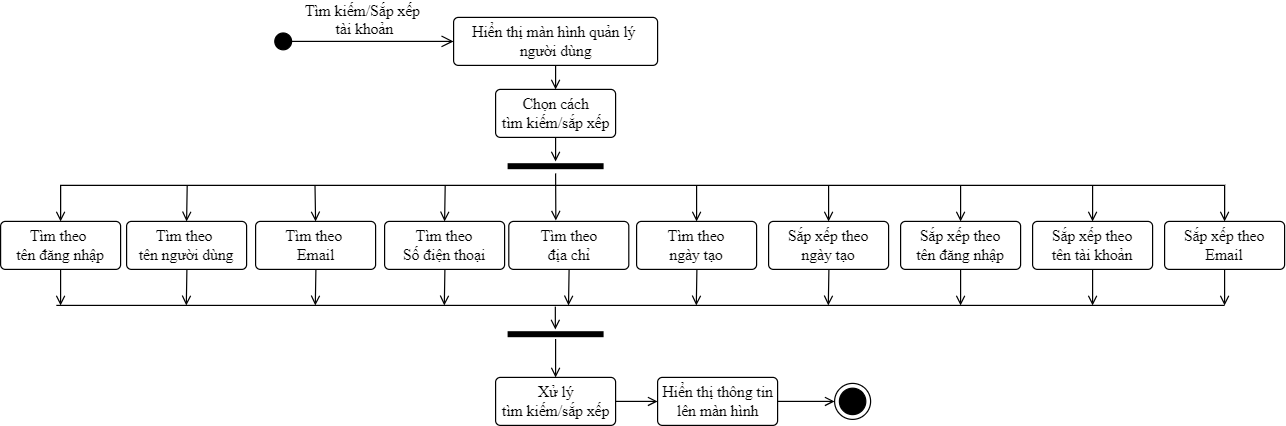 Tìm kiếm/Sắp xếp
tài khoản
Hiển thị màn hình quản lý
người dùng
Chọn cách
tìm kiếm/sắp xếp
Tìm theo
tên đăng nhập
Tìm theo
tên người dùng
Tìm theo
Email
Tìm theo
Số điện thoại
Tìm theo
địa chỉ
Tìm theo
ngày tạo
Sắp xếp theo
ngày tạo
Sắp xếp theo
tên đăng nhập
Sắp xếp theo
tên tài khoản
Sắp xếp theo
Email
Xử lý
tìm kiếm/sắp xếp
Hiển thị thông tin
lên màn hình